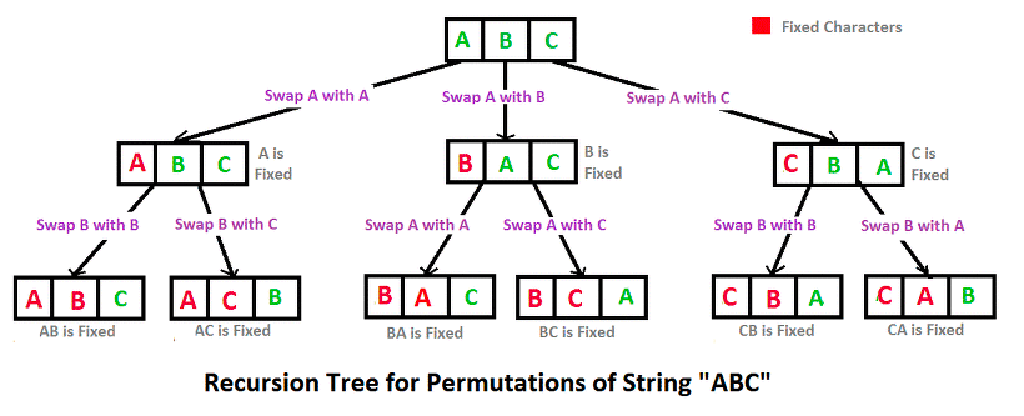 A B C
Fixed Characters
Swap A with A
Swap A with B
Swap A with C
A B C
A is
Fixed
B A C
B is
Fixed
C B A
C is
Fixed
Swap B with B
Swap B with C
Swap A with A
Swap A with C
Swap B with B
Swap B with A
A B C
A C B
B A C
B C A
C B A
C A B
AB is Fixed
AC is Fixed
BA is Fixed
BC is Fixed
CB is Fixed
CA is Fixed
Recursion Tree for Permutations of String "ABC"